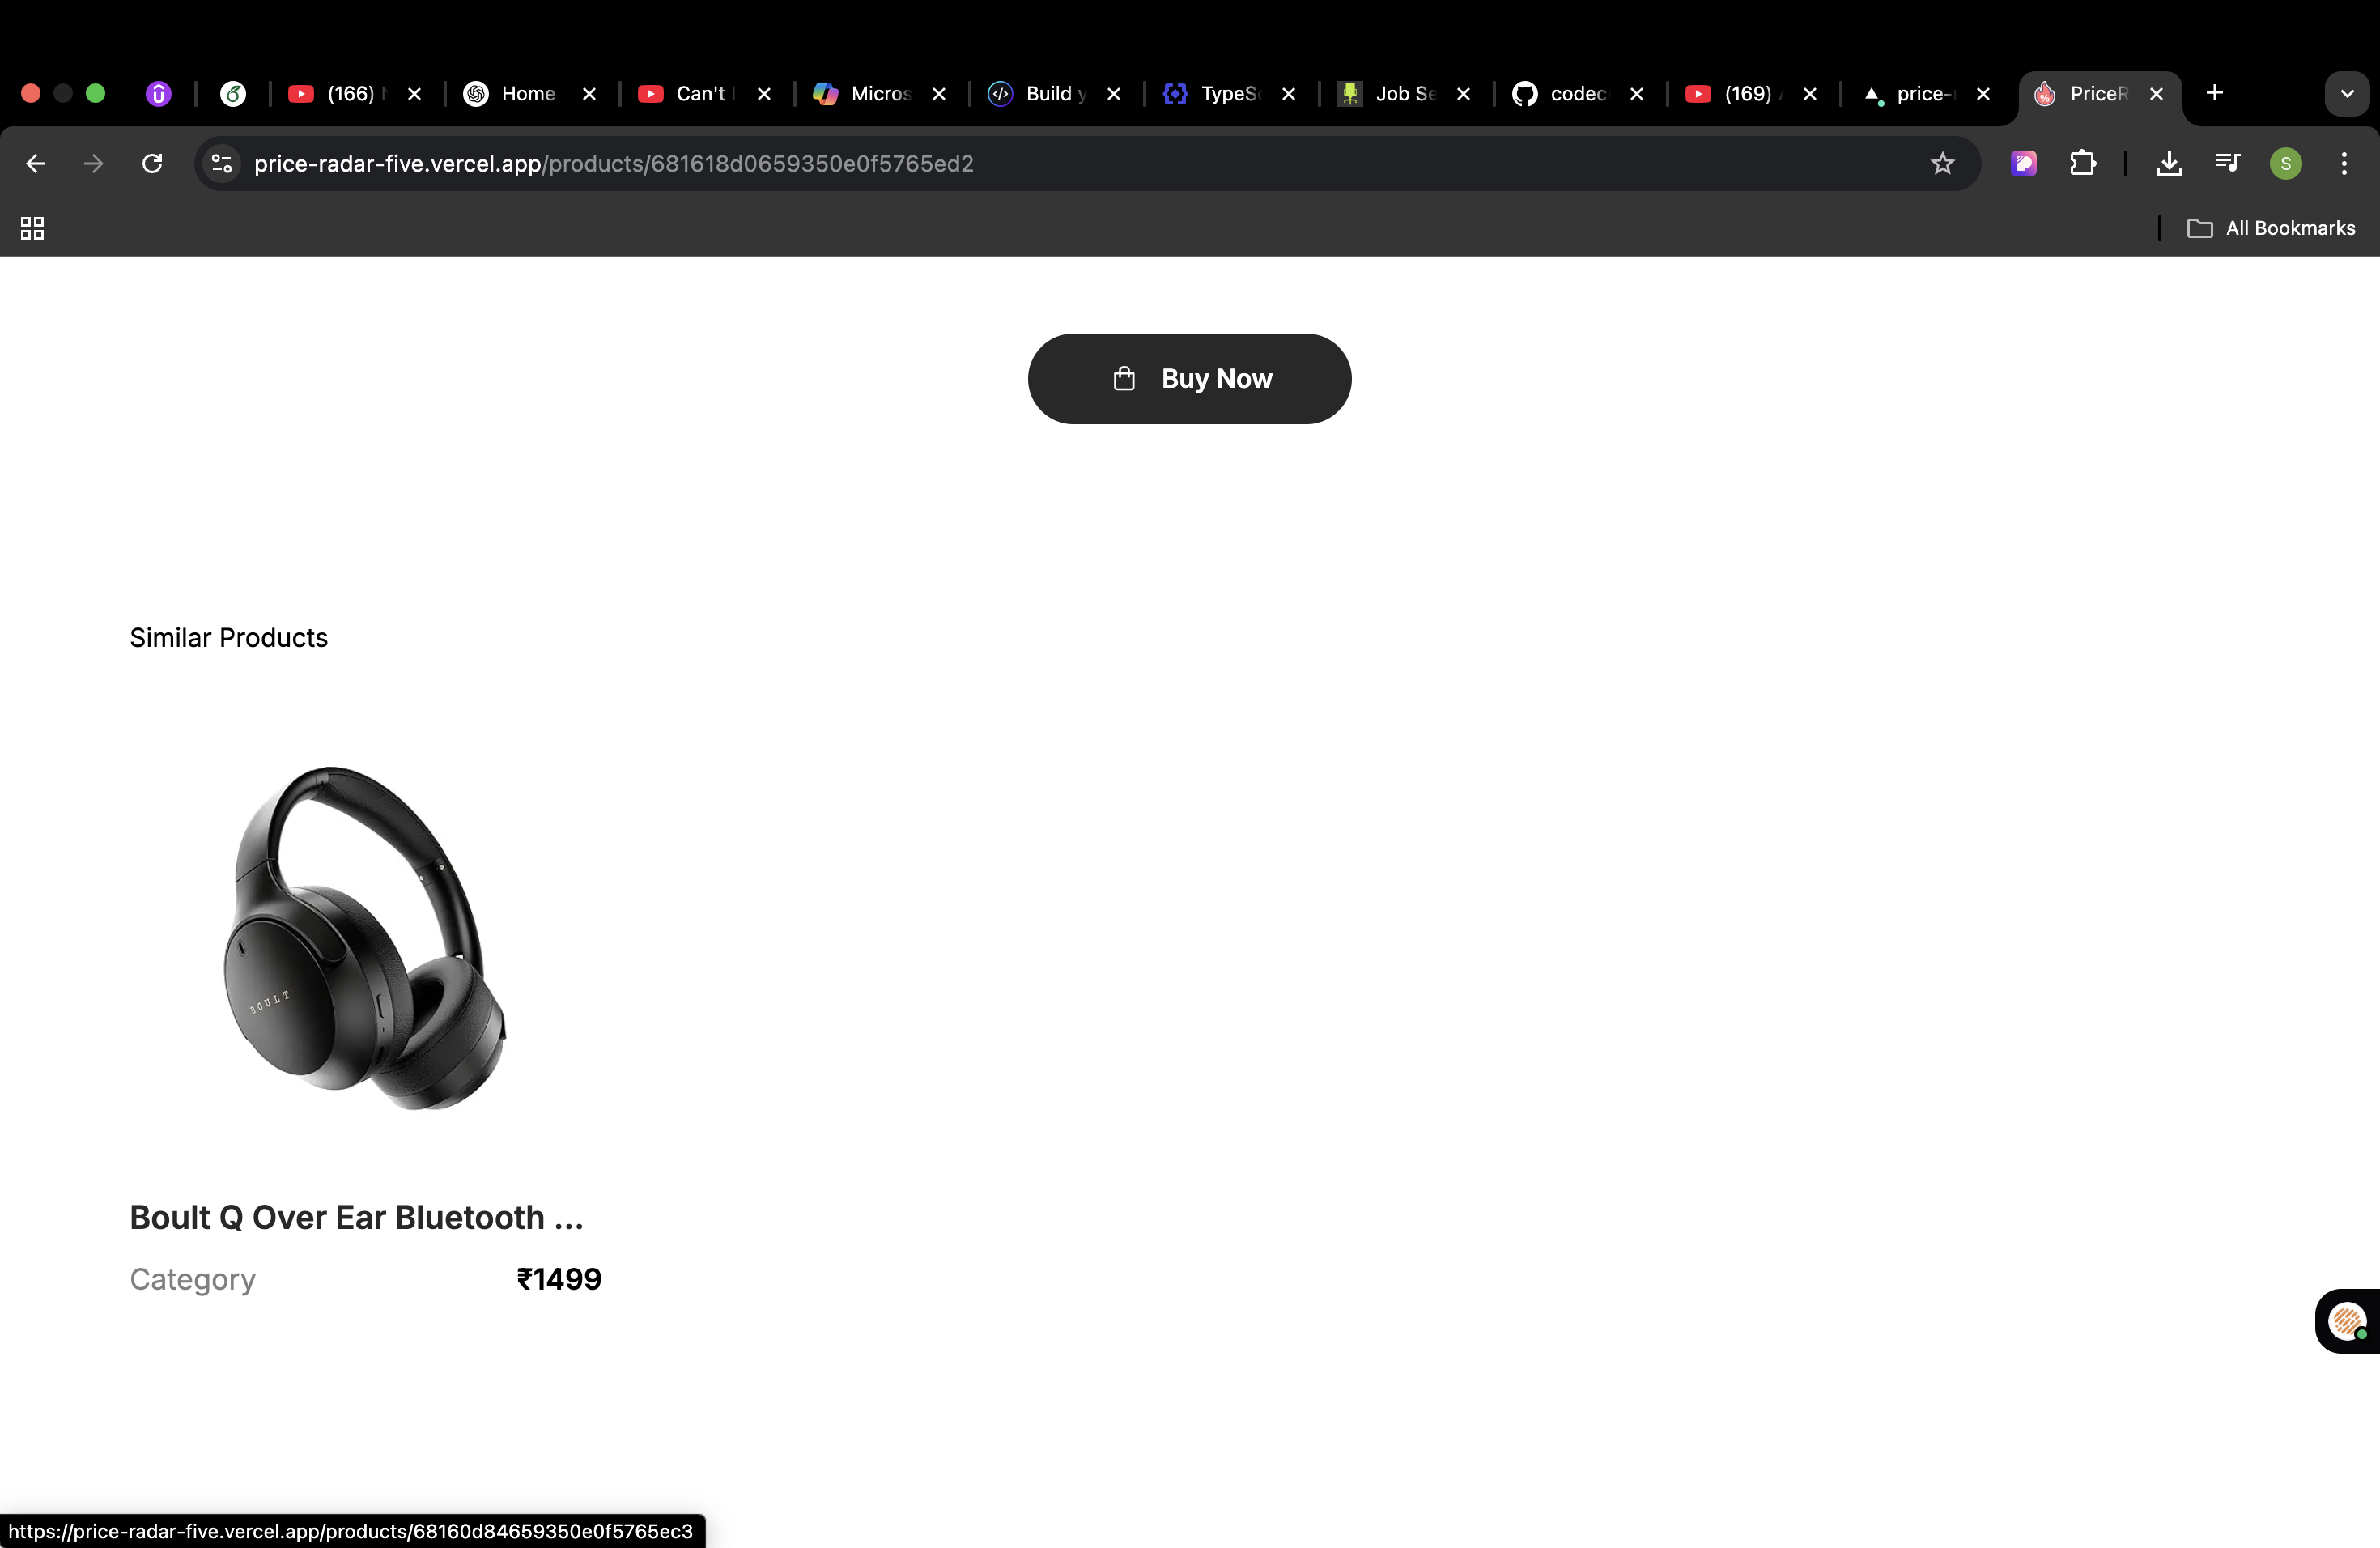 (166)
Home
Can't
Micros
Build y
TypeSc
Job Se
codec
(169)
price-
PriceR
price-radar-five.vercel.app/products/681618d0659350e0f5765ed2
S
All Bookmarks
Buy Now
Similar Products
BOULT
Boult Q Over Ear Bluetooth ...
Category ₹1499
https://price-radar-five.vercel.app/products/68160d84659350e0f5765ec3